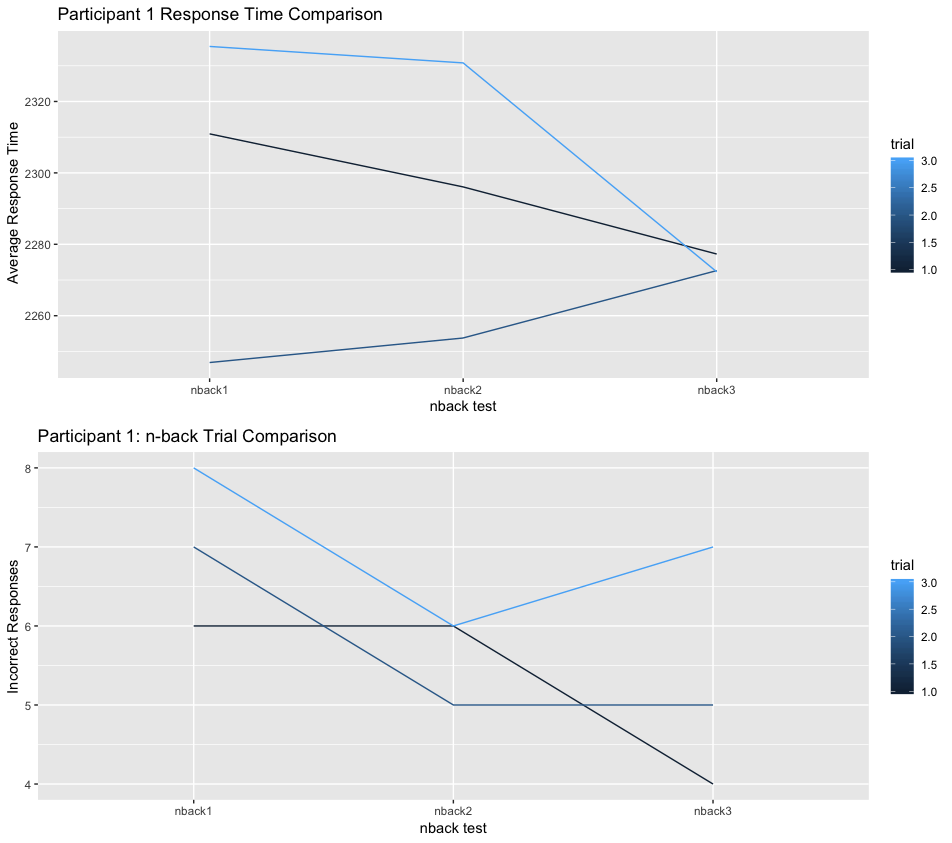 Participant 1 Response Time Comparison
Average Response Time
2320
2300
2280
2260
nback1 nback2 nback3
nback test
trial
3.0
2.5
2.0
1.5
1.0
Participant 1: n-back Trial Comparison
Incorrect Responses
8
7
6
5
4
nback1 nback2 nback3
nback test
trial
3.0
2.5
2.0
1.5
1.0